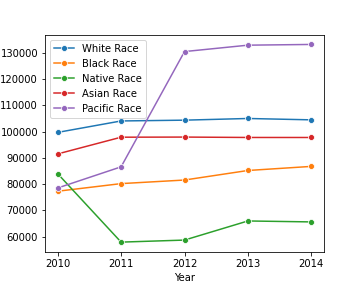 White Race
Black Race
Native Race
Asian Race
Pacific Race
130000
120000
110000
100000
90000
80000
70000
60000
2010 2011 2012 2013 2014
Year